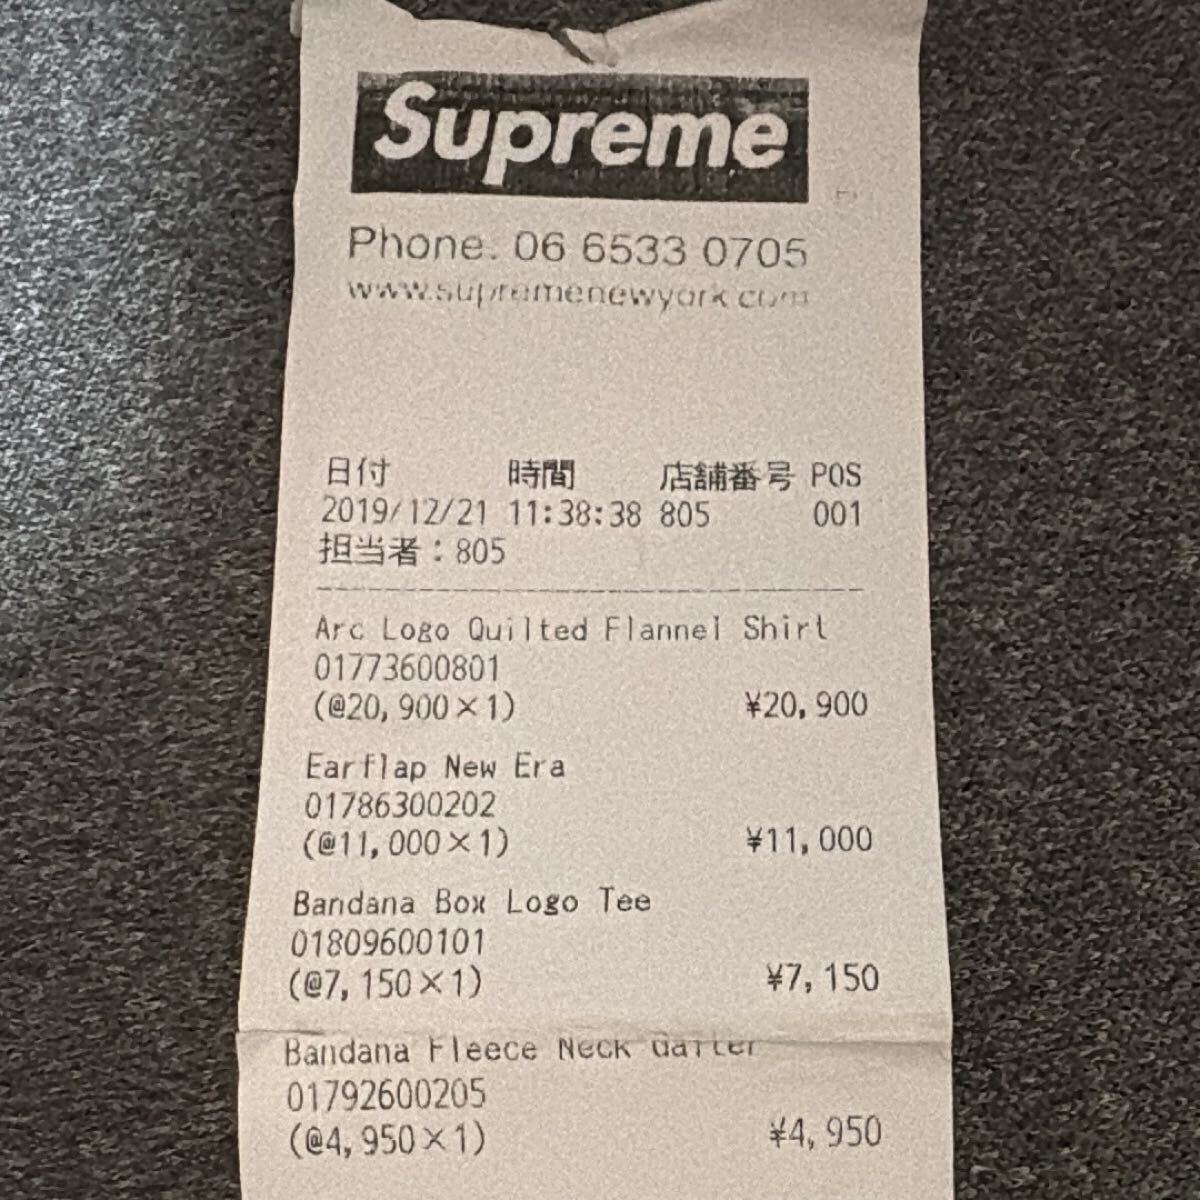 Supreme
Phone. 06 6533 0705
www.supremenewyork.com
日付 時間 店舗番号 POS
2019/12/21 11:38:38 805 001
担当者：805
Arc Logo Quilted Flannel Shirt
01773600801
(@20,900×1) ¥20,900
Earflap New Era
01786300202
(@11,000×1) ¥11,000
Bandana Box Logo Tee
01809600101
(@7,150×1) ¥7,150
Bandana Fleece Neck Gaiter
01792600205
(@4,950×1) ¥4,950